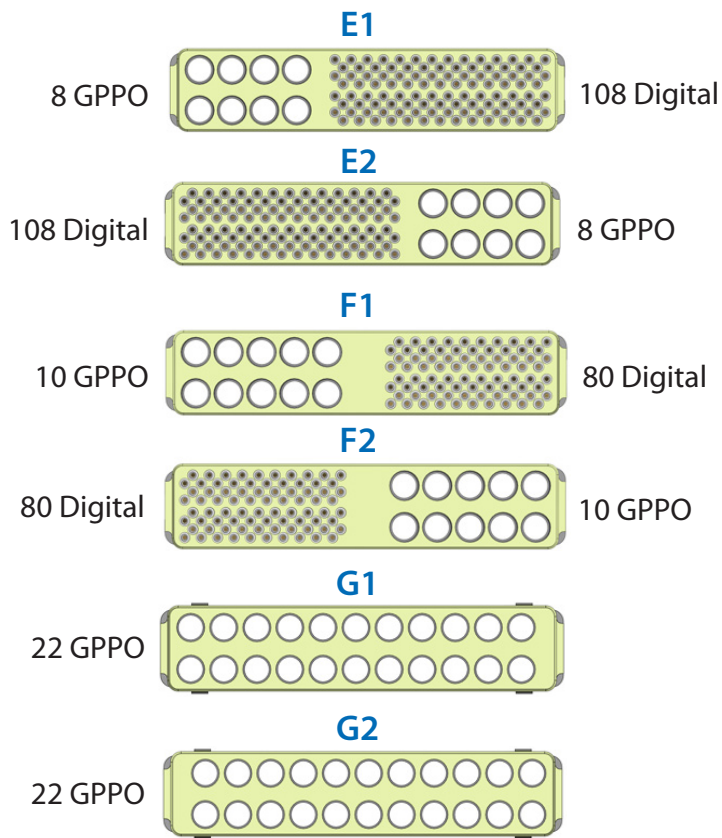 E1
8 GPPO
108 Digital
E2
108 Digital
8 GPPO
F1
10 GPPO
80 Digital
F2
80 Digital
10 GPPO
G1
22 GPPO
G2
22 GPPO